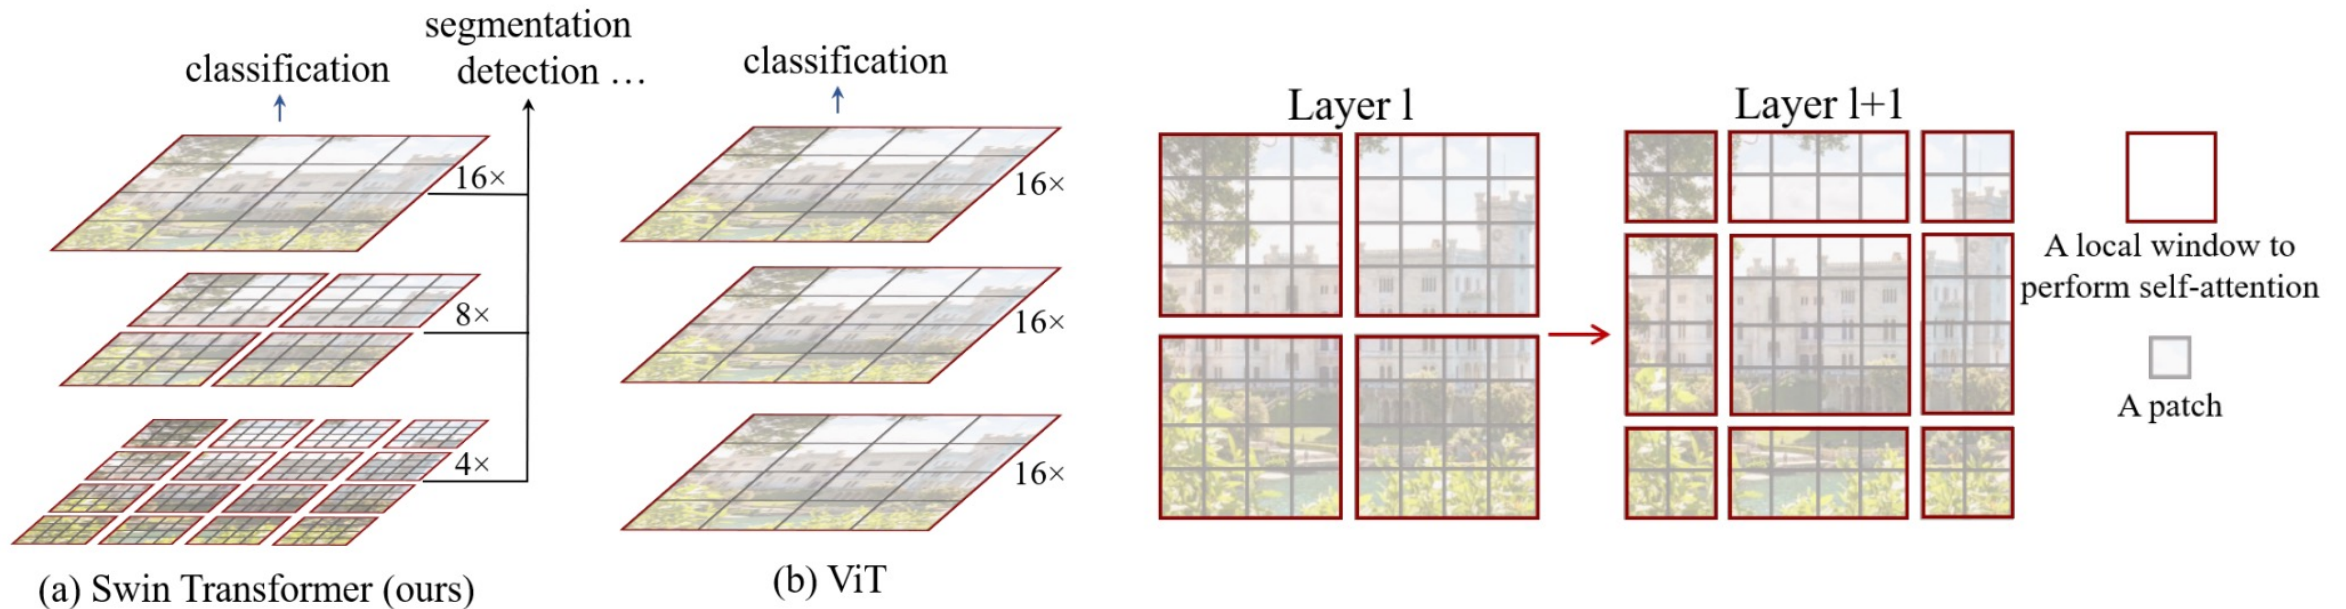 segmentation
detection …
classification
16×
8×
4×
(a) Swin Transformer (ours)
classification
16×
16×
16×
(b) ViT
Layer l
Layer l+1
A local window to
perform self-attention
A patch